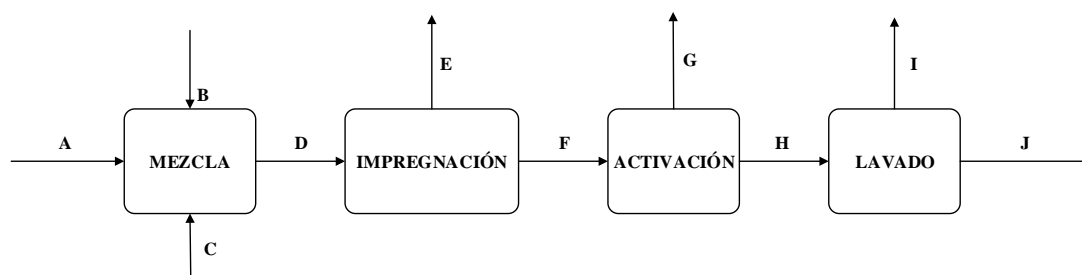 E
G
I
B
A
MEZCLA
D
IMPREGNACIÓN
F
ACTIVACIÓN
H
LAVADO
J
C